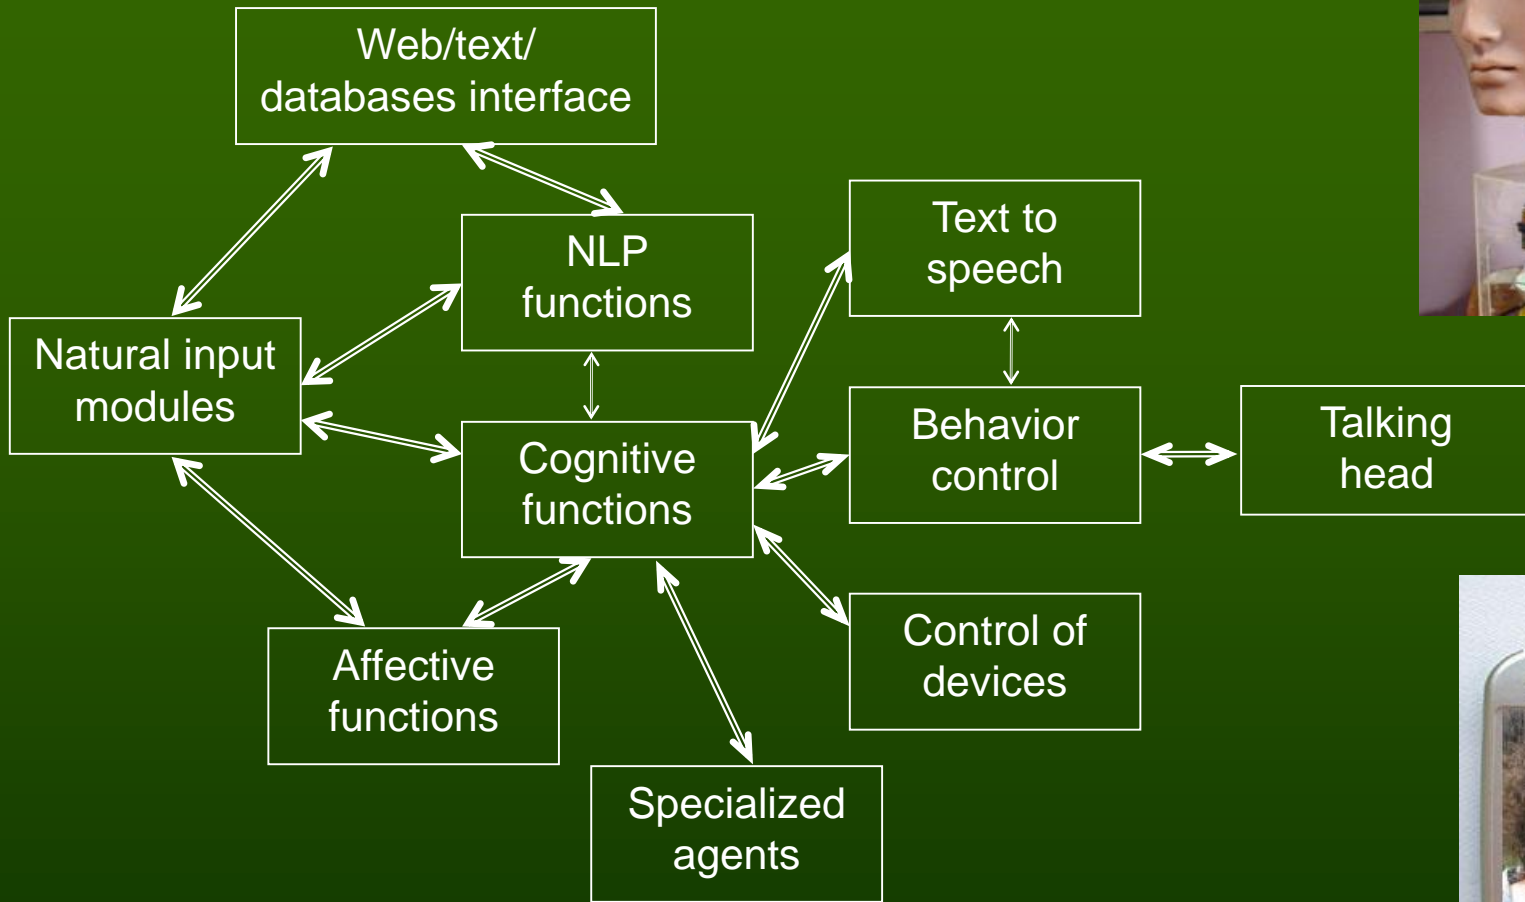 Web/text/
databases interface
NLP
functions
Text to
speech
Natural input
modules
Cognitive
functions
Behavior
control
Talking
head
Affective
functions
Control of
devices
Specialized
agents